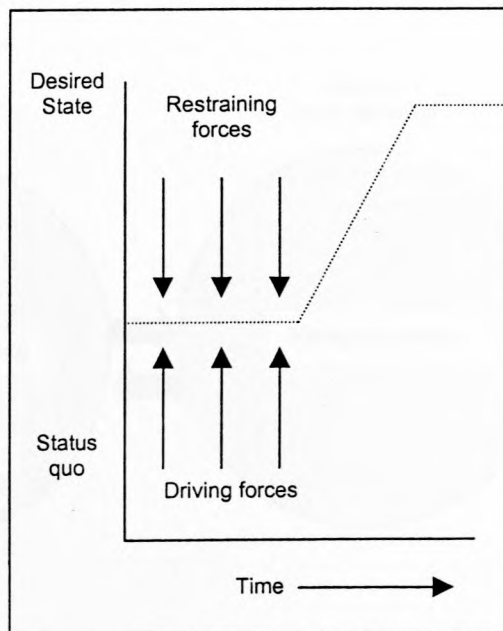 Desired
State
Restraining
forces
Status
quo
Driving forces
Time